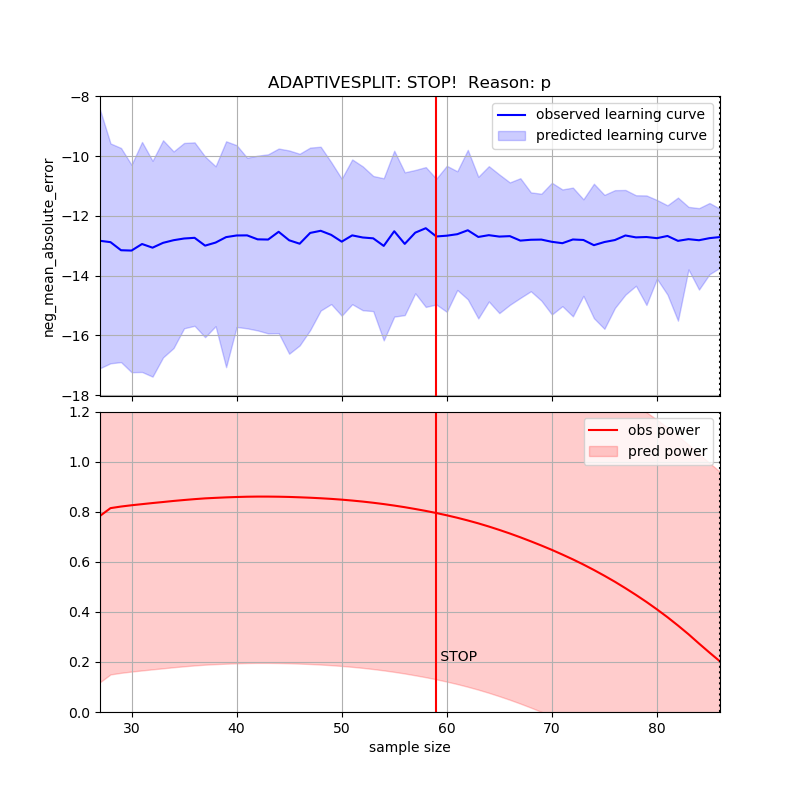 ADAPTIVESPLIT: STOP!  Reason: p
−8
−10
−12
−14
−16
−18
neg_mean_absolute_error
observed learning curve
predicted learning curve
1.2
1.0
0.8
0.6
0.4
0.2
0.0
obs power
pred power
STOP
30
40
50
60
70
80
sample size